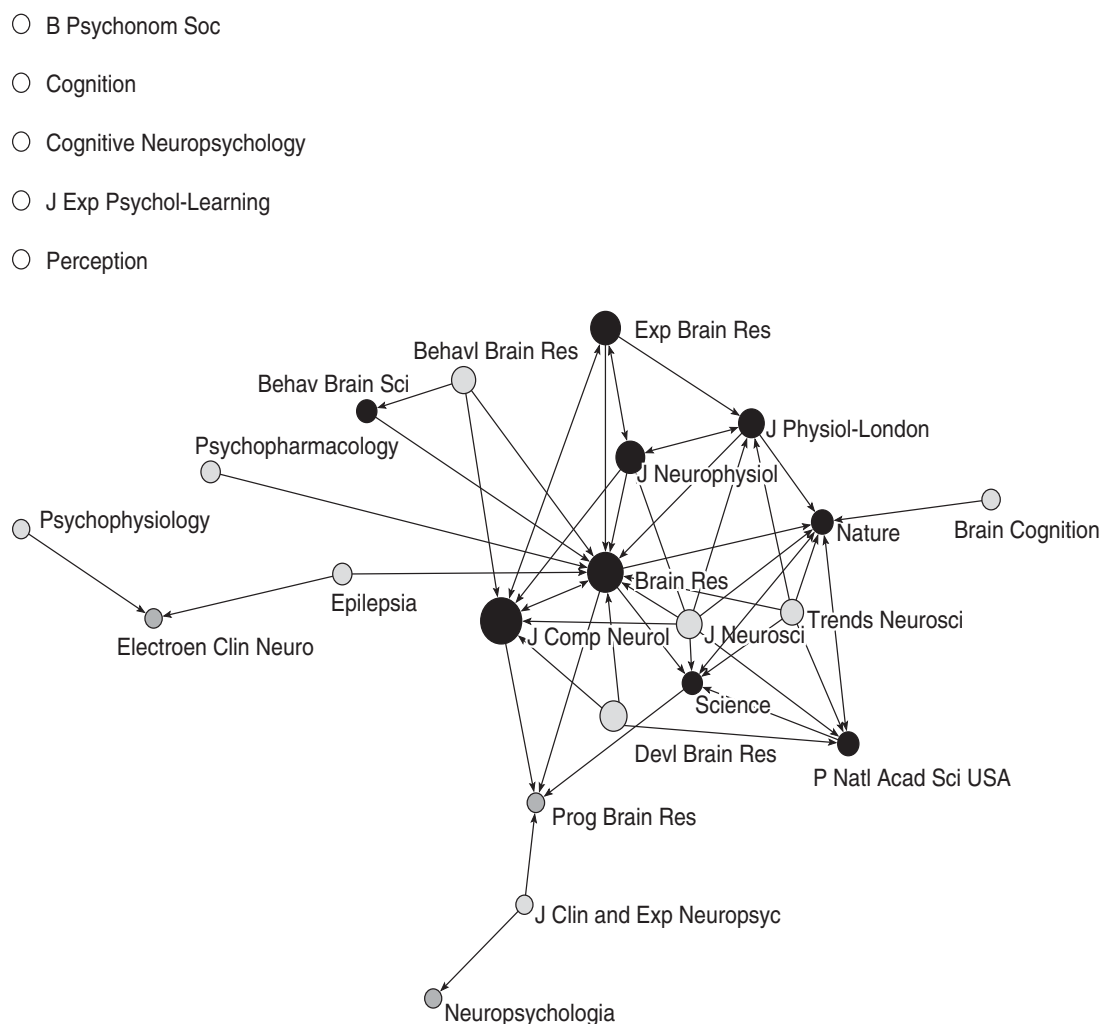 B Psychonom Soc
Cognition
Cognitive Neuropsychology
J Exp Psychol-Learning
Perception
Exp Brain Res
Behavl Brain Res
Behav Brain Sci
J Physiol-London
Psychopharmacology
J Neurophysiol
Psychophysiology
Nature
Brain Cognition
Brain Res
Epilepsia
Trends Neurosci
Electroen Clin Neuro
J Comp Neurol
J Neurosci
Science
Devl Brain Res
P Natl Acad Sci USA
Prog Brain Res
J Clin and Exp Neuropsyc
Neuropsychologia